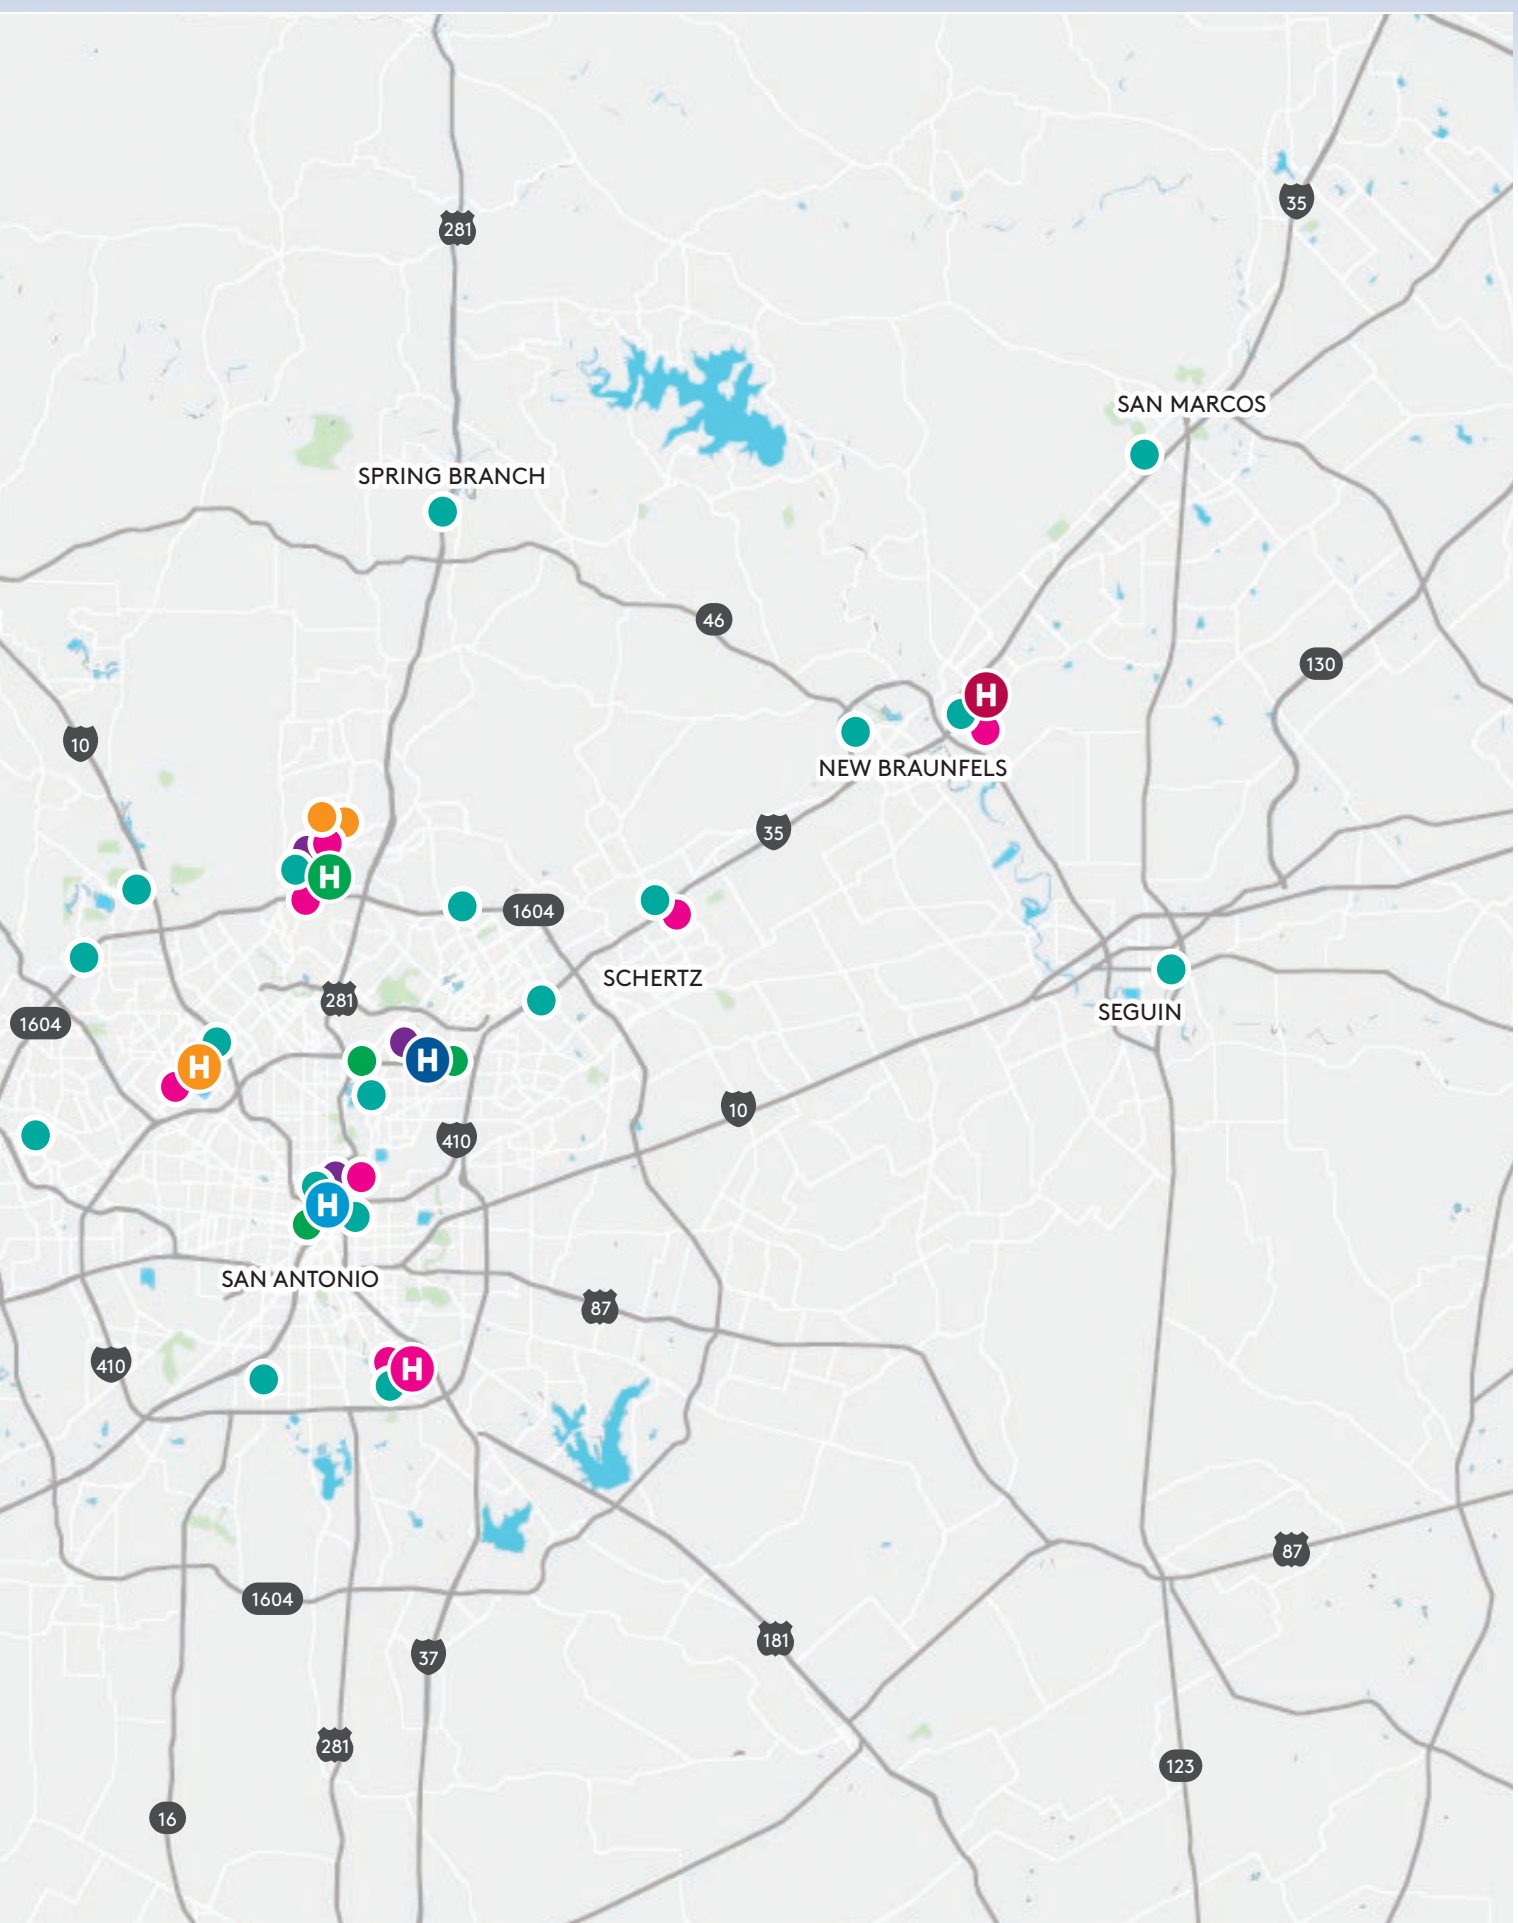 35
281
SAN MARCOS
SPRING BRANCH
46
130
H
10
NEW BRAUNFELS
35
H
1604
SCHERTZ
281
SEGUIN
1604
H
H
10
410
H
SAN ANTONIO
87
410
H
87
1604
181
37
281
123
16